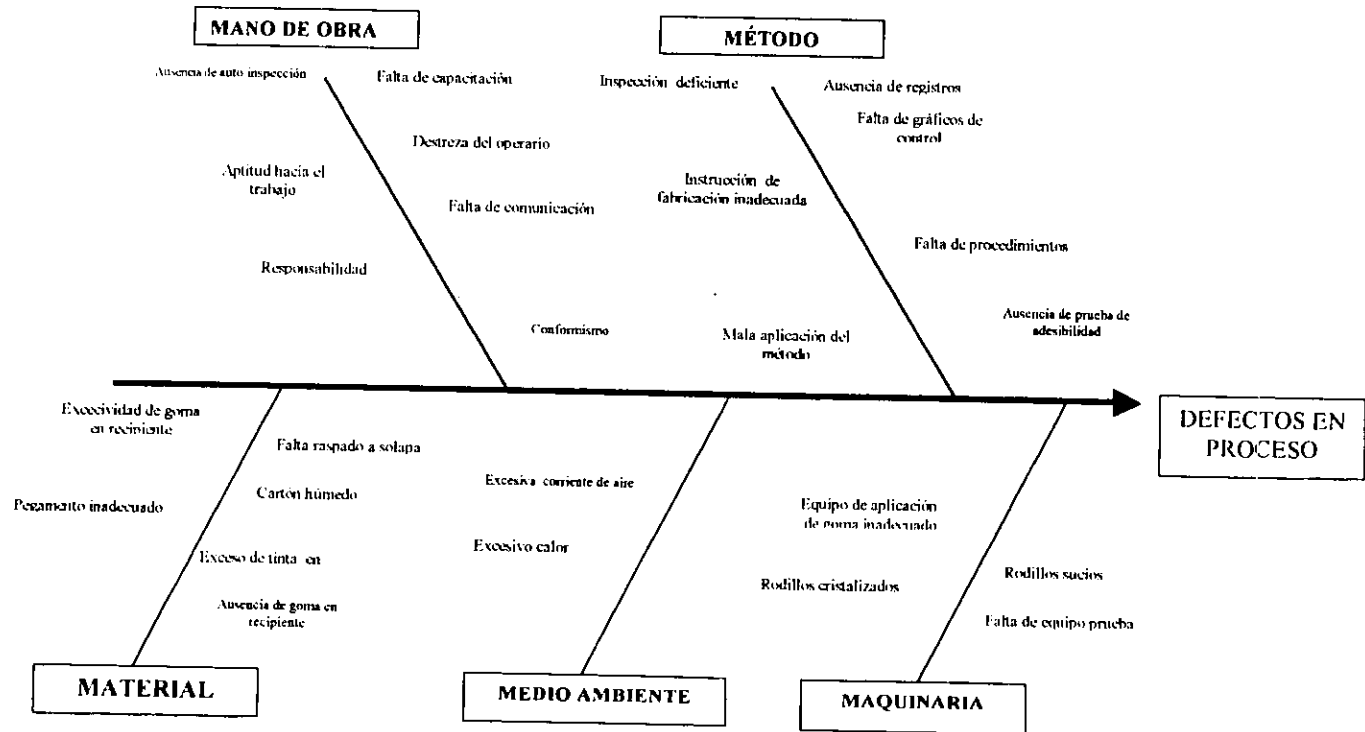 MANO DE OBRA
MÉTODO
Ausencia de auto inspección
Falta de capacitación
Inspección deficiente
Ausencia de registros
Falta de gráficos de
control
Destreza del operario
Aptitud hacia el
trabajo
Instrucción de
fabricación inadecuada
Falta de comunicación
Falta de procedimientos
Responsabilidad
Conformismo
Mala aplicación del
método
Ausencia de prueba de
adesibilidad
Excecividad de goma
en recipiente
Falta raspado a solapa
DEFECTOS EN
PROCESO
Pegamento inadecuado
Cartón húmedo
Excesiva corriente de aire
Equipo de aplicación
de goma inadecuado
Exceso de tinta en
Excesivo calor
Rodillos cristalizados
Rodillos sucios
Ausencia de goma en
recipiente
Falta de equipo prueba
MATERIAL
MEDIO AMBIENTE
MAQUINARIA